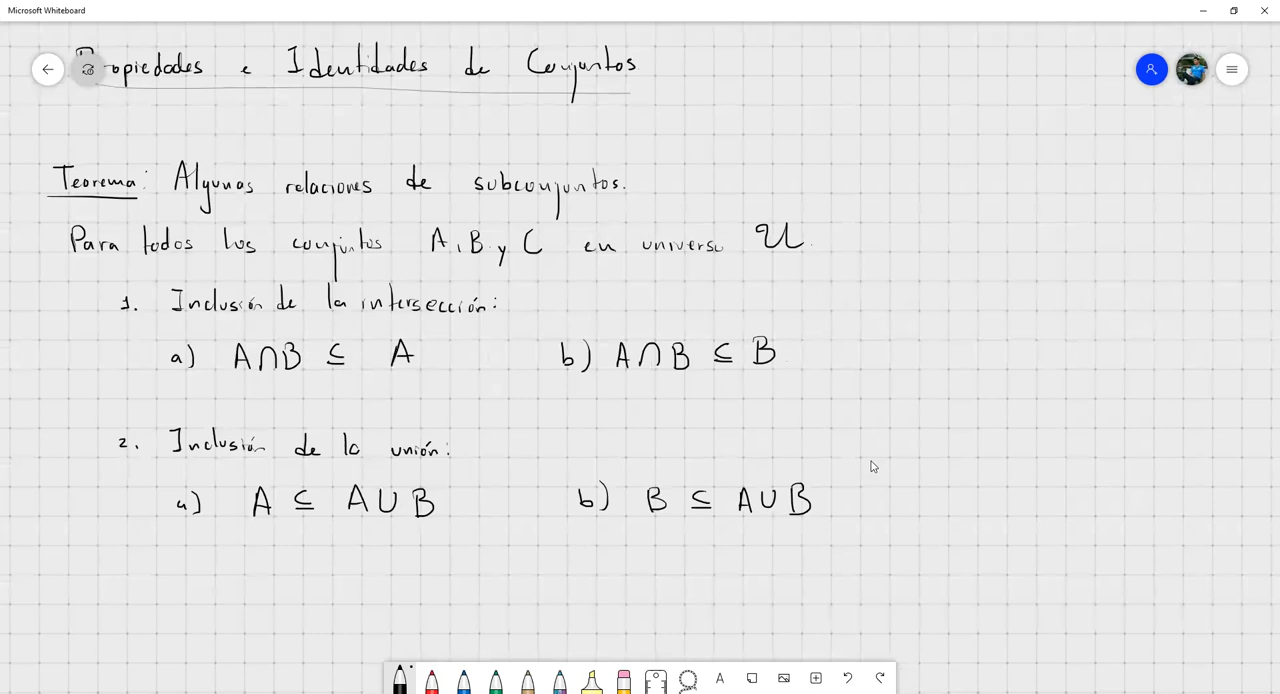 Microsoft Whiteboard
Propiedades e Identidades de Conjuntos
Teorema: Algunas relaciones de subconjuntos.
Para todos los conjuntos A, B y C en universo U.
1. Inclusión de la intersección:
a) A∩B ⊆ A b) A∩B ⊆ B
2. Inclusión de la unión:
a) A ⊆ A∪B b) B ⊆ A∪B
A